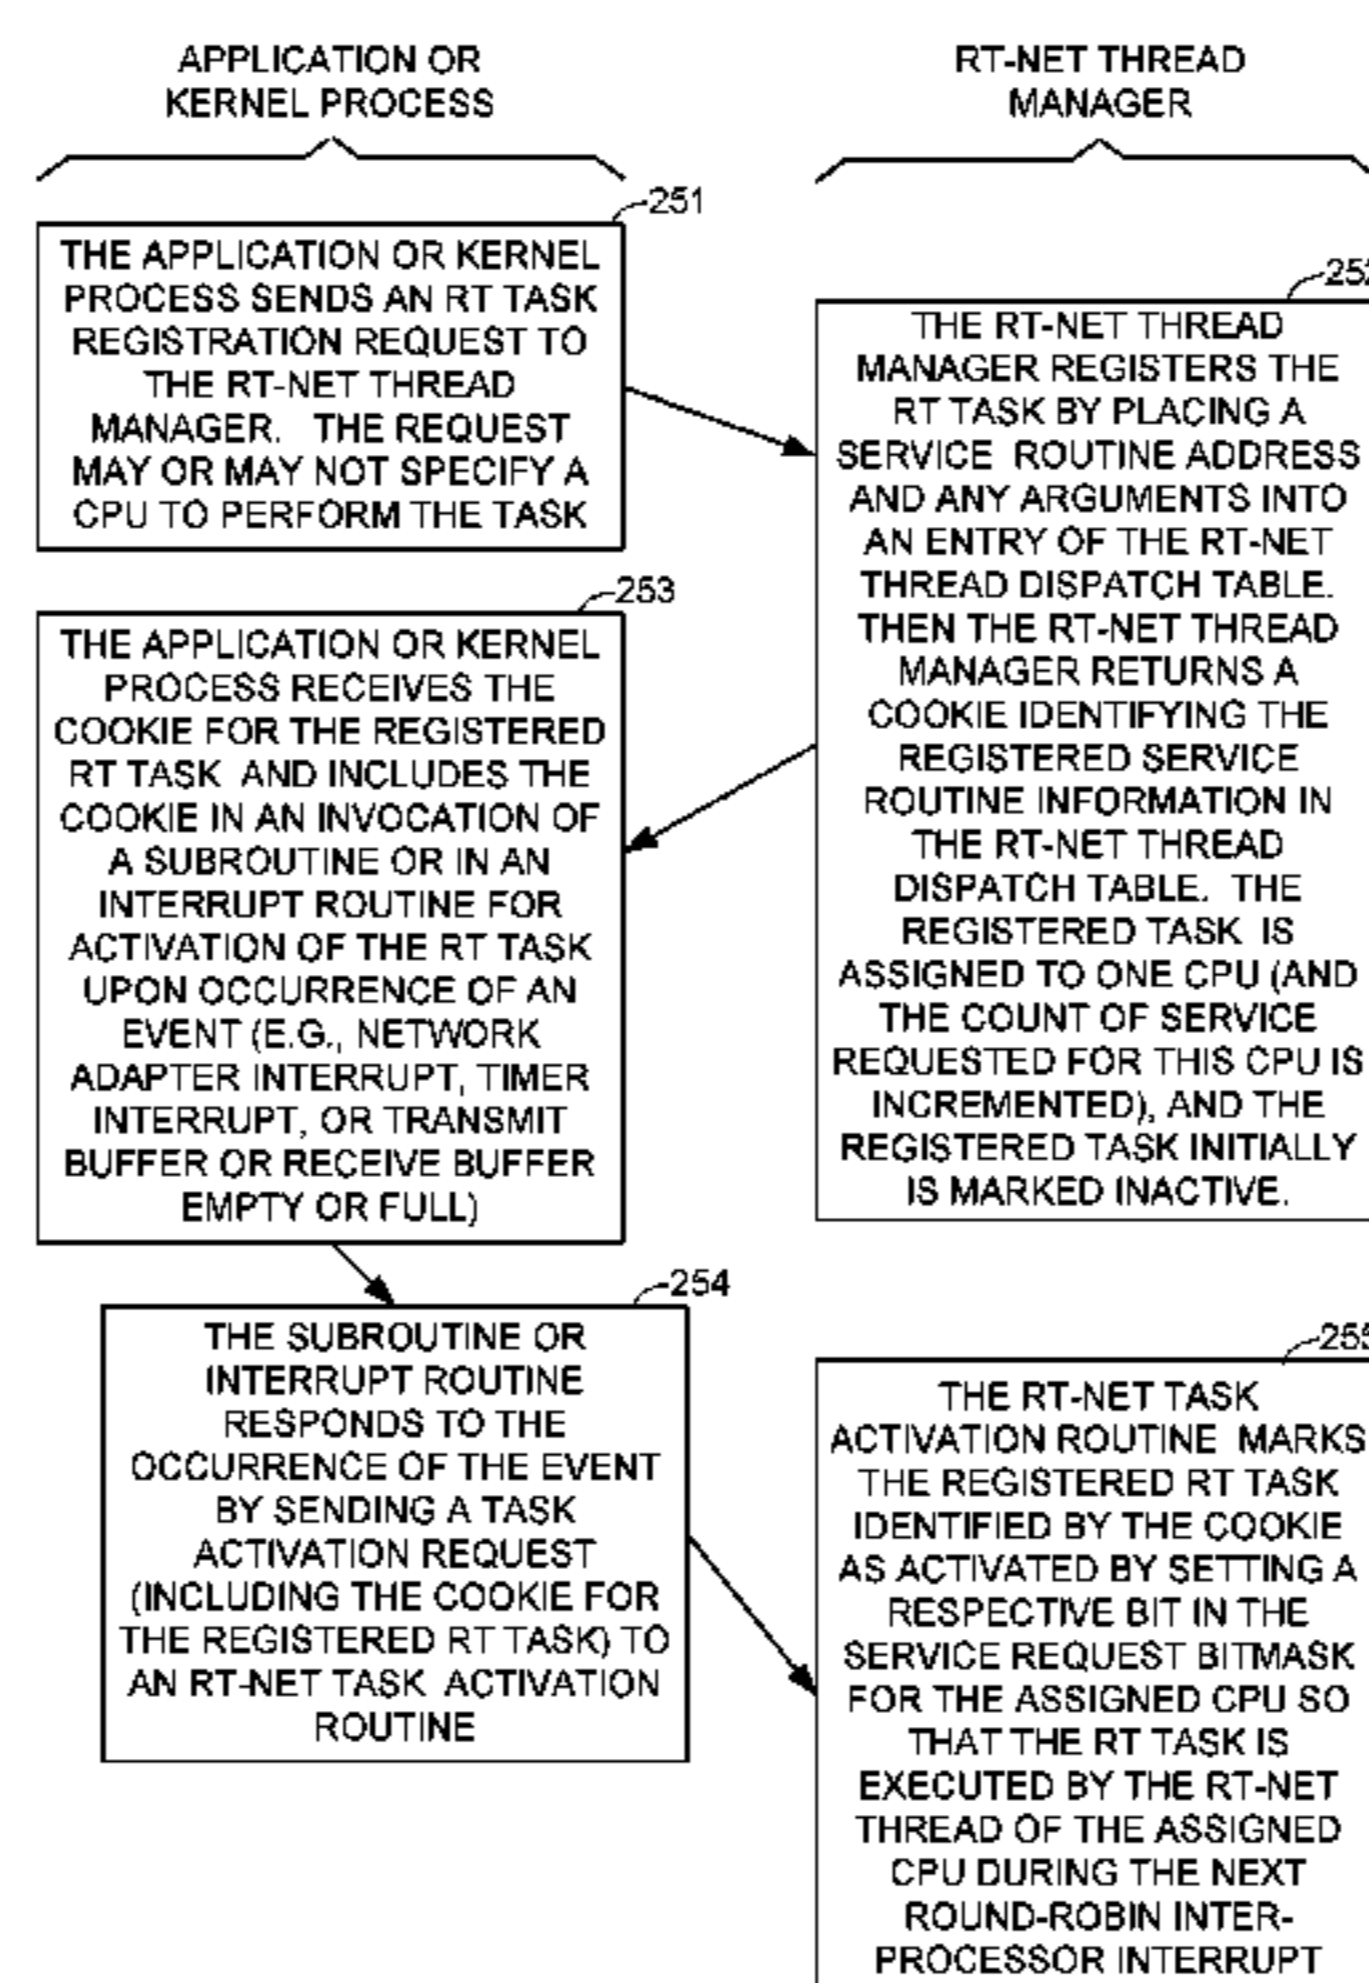 APPLICATION OR
KERNEL PROCESS
RT-NET THREAD
MANAGER
251
THE APPLICATION OR KERNEL
PROCESS SENDS AN RT TASK
REGISTRATION REQUEST TO
THE RT-NET THREAD
MANAGER. THE REQUEST
MAY OR MAY NOT SPECIFY A
CPU TO PERFORM THE TASK
252
THE RT-NET THREAD
MANAGER REGISTERS THE
RT TASK BY PLACING A
SERVICE ROUTINE ADDRESS
AND ANY ARGUMENTS INTO
AN ENTRY OF THE RT-NET
THREAD DISPATCH TABLE.
THEN THE RT-NET THREAD
MANAGER RETURNS A
COOKIE IDENTIFYING THE
REGISTERED SERVICE
ROUTINE INFORMATION IN
THE RT-NET THREAD
DISPATCH TABLE. THE
REGISTERED TASK IS
ASSIGNED TO ONE CPU (AND
THE COUNT OF SERVICE
REQUESTED FOR THIS CPU IS
INCREMENTED), AND THE
REGISTERED TASK INITIALLY
IS MARKED INACTIVE.
253
THE APPLICATION OR KERNEL
PROCESS RECEIVES THE
COOKIE FOR THE REGISTERED
RT TASK AND INCLUDES THE
COOKIE IN AN INVOCATION OF
A SUBROUTINE OR IN AN
INTERRUPT ROUTINE FOR
ACTIVATION OF THE RT TASK
UPON OCCURRENCE OF AN
EVENT (E.G., NETWORK
ADAPTER INTERRUPT, TIMER
INTERRUPT, OR TRANSMIT
BUFFER OR RECEIVE BUFFER
EMPTY OR FULL)
254
THE SUBROUTINE OR
INTERRUPT ROUTINE
RESPONDS TO THE
OCCURRENCE OF THE EVENT
BY SENDING A TASK
ACTIVATION REQUEST
(INCLUDING THE COOKIE FOR
THE REGISTERED RT TASK) TO
AN RT-NET TASK ACTIVATION
ROUTINE
255
THE RT-NET TASK
ACTIVATION ROUTINE MARKS
THE REGISTERED RT TASK
IDENTIFIED BY THE COOKIE
AS ACTIVATED BY SETTING A
RESPECTIVE BIT IN THE
SERVICE REQUEST BITMASK
FOR THE ASSIGNED CPU SO
THAT THE RT TASK IS
EXECUTED BY THE RT-NET
THREAD OF THE ASSIGNED
CPU DURING THE NEXT
ROUND-ROBIN INTER-
PROCESSOR INTERRUPT